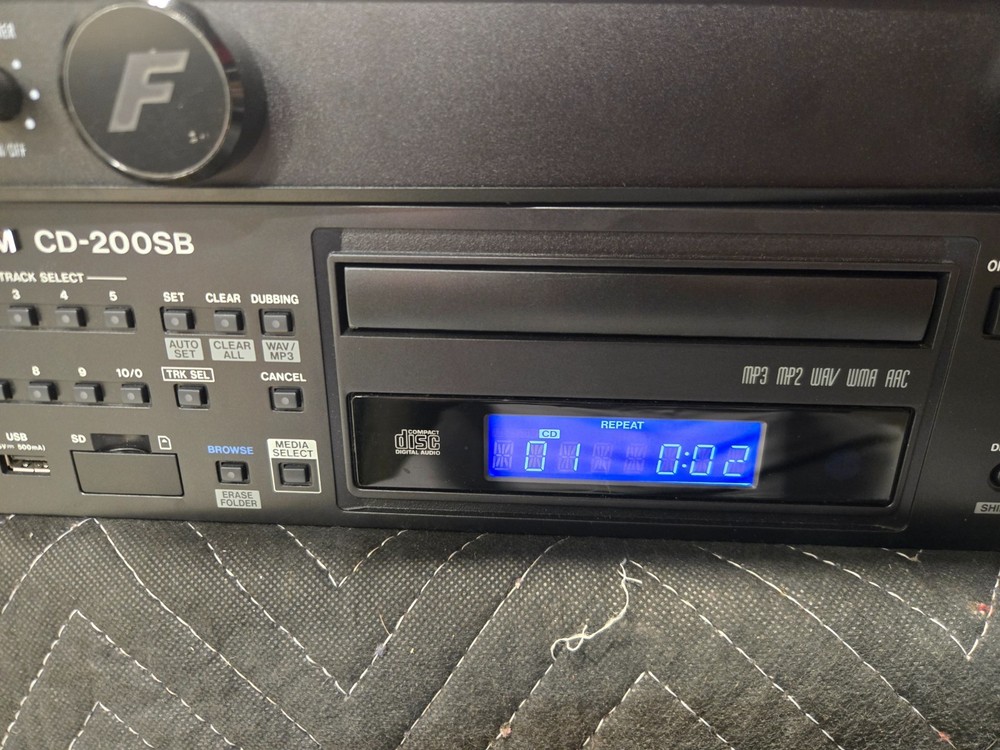 F
CD-200SB
TRACK SELECT
3 4 5 SET CLEAR DUBBING
AUTO SET CLEAR ALL WAV/ MP3
8 9 10/0 TRK SEL CANCEL
MP3 MP2 WAV WMA AAC
USB SD
500mA)
BROWSE MEDIA SELECT
ERASE FOLDER
COMPACT
disc
DIGITAL AUDIO
REPEAT
CD
01 0:02